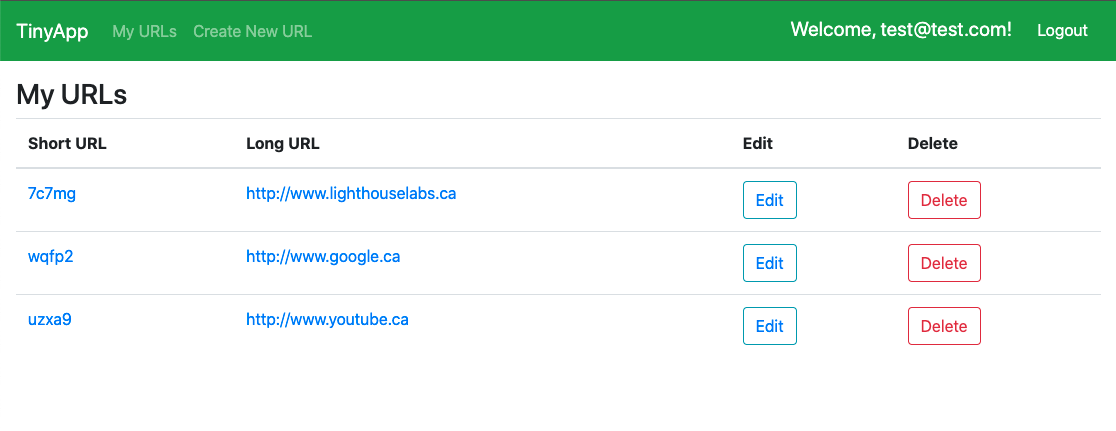 TinyApp My URLs Create New URL Welcome, test@test.com! Logout
My URLs
Short URL Long URL Edit Delete
7c7mg http://www.lighthouselabs.ca Edit Delete
wqfp2 http://www.google.ca Edit Delete
uzxa9 http://www.youtube.ca Edit Delete